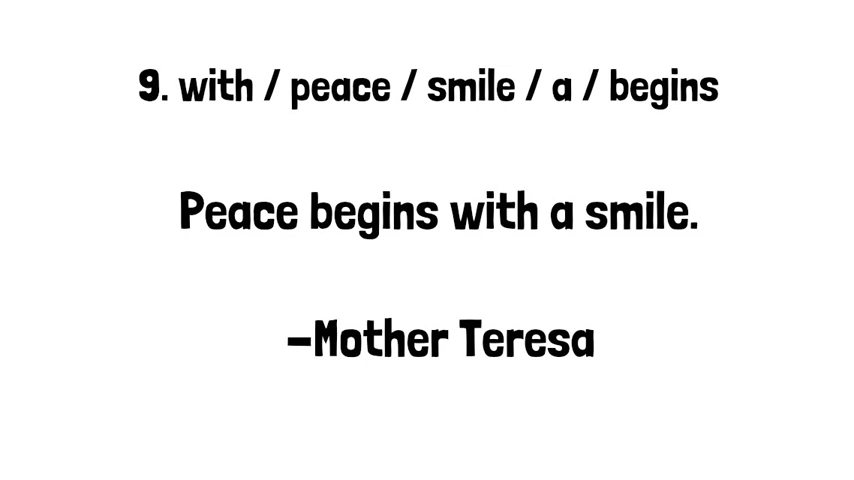 9. with / peace / smile / a / begins
Peace begins with a smile.
–Mother Teresa